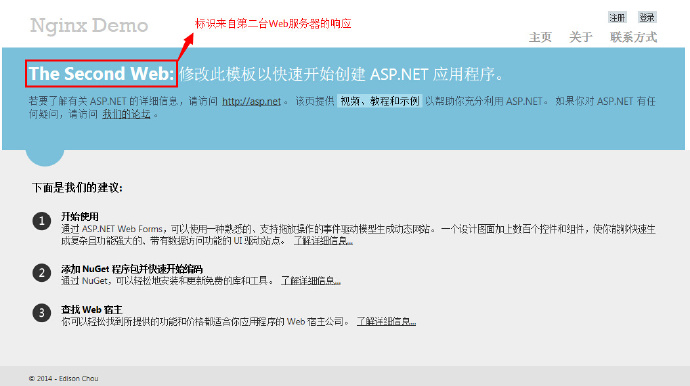 注册 登录
Nginx Demo
标识来自第二台Web服务器的响应
主页 关于 联系方式
The Second Web: 修改此模板以快速开始创建 ASP.NET 应用程序。
若要了解有关 ASP.NET 的详细信息，请访问 http://asp.net 。 该页提供 视频、教程和示例 以帮助你充分利用 ASP.NET。 如果你对 ASP.NET 有任
何疑问，请访问 我们的论坛 。
下面是我们的建议:
1 开始使用
通过 ASP.NET Web Forms，可以使用一种熟悉的、支持拖放操作的事件驱动模型生成动态网站。 一个设计图面加上数百个控件和组件，使你能够快速生
成复杂且功能强大的、带有数据访问功能的 UI 驱动站点。 了解详细信息...
2 添加 NuGet 程序包并快速开始编码
通过 NuGet，可以轻松地安装和更新免费的库和工具。 了解详细信息...
3 查找 Web 宿主
你可以轻松找到所提供的功能和价格都适合你应用程序的 Web 宿主公司。 了解详细信息...
© 2014 - Edison Chou